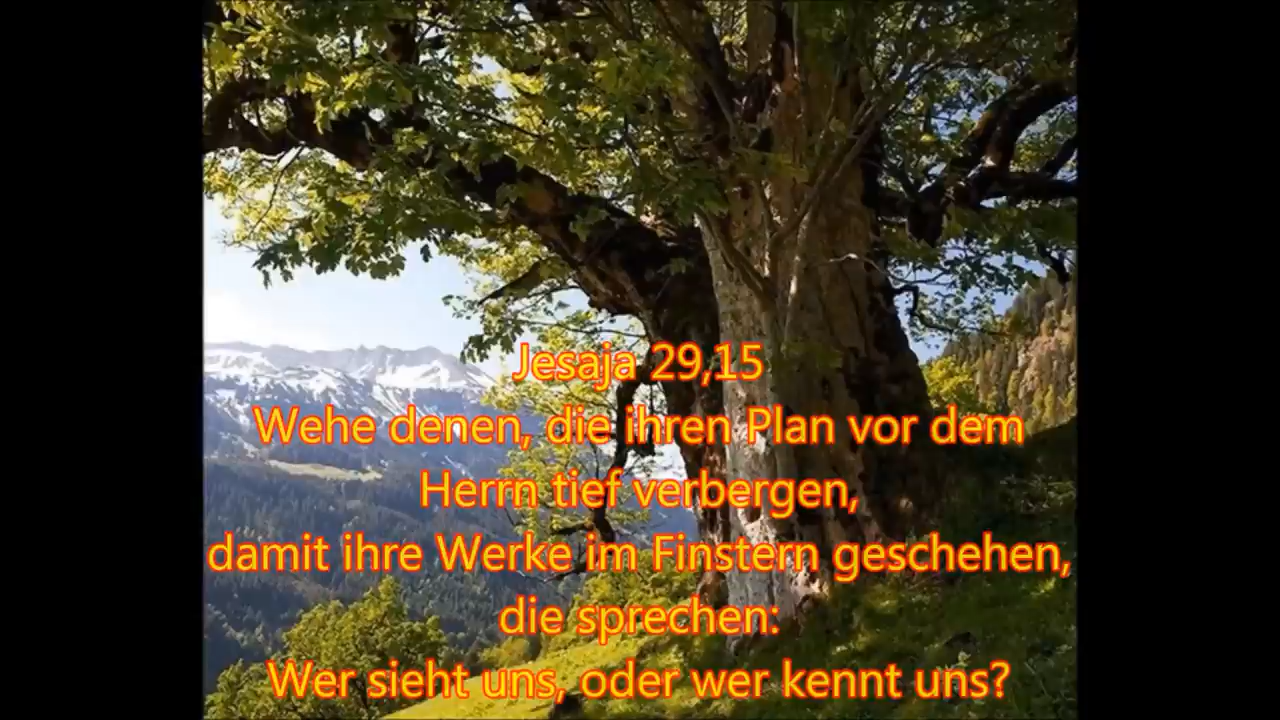 Jesaja 29,15
Wehe denen, die ihren Plan vor dem
Herrn tief verbergen,
damit ihre Werke im Finstern geschehen,
die sprechen:
Wer sieht uns, oder wer kennt uns?